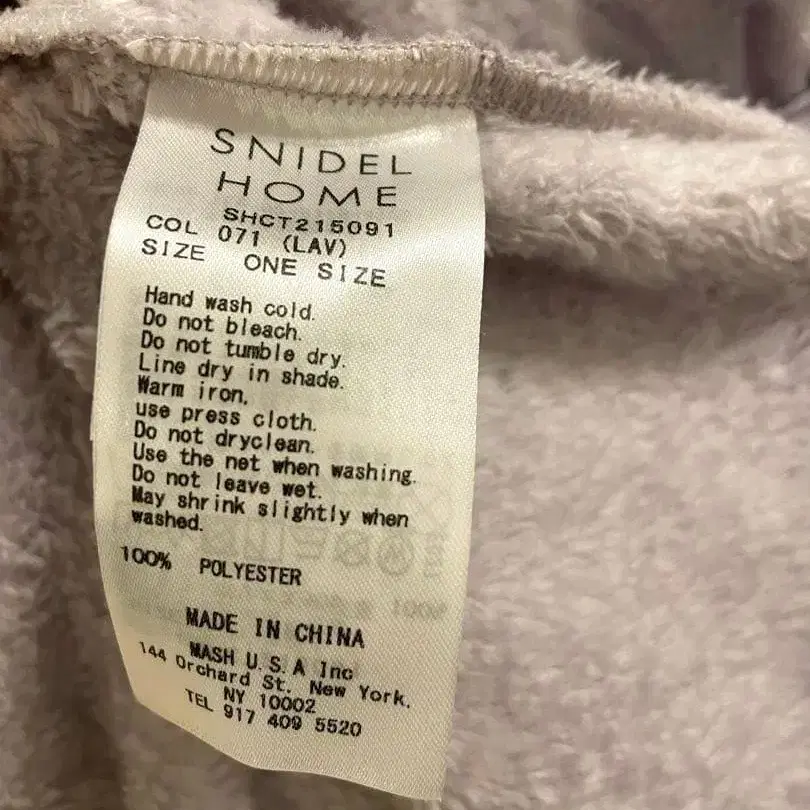 SNIDEL
HOME
SHCT215091
COL 071 (LAV)
SIZE ONE SIZE
Hand wash cold.
Do not bleach.
Do not tumble dry.
Line dry in shade.
Warm iron,
use press cloth.
Do not dryclean.
Use the net when washing.
Do not leave wet.
May shrink slightly when
washed.
100% POLYESTER
MADE IN CHINA
MASH U.S.A Inc
144 Orchard St. New York.
NY 10002
TEL 917 409 5520